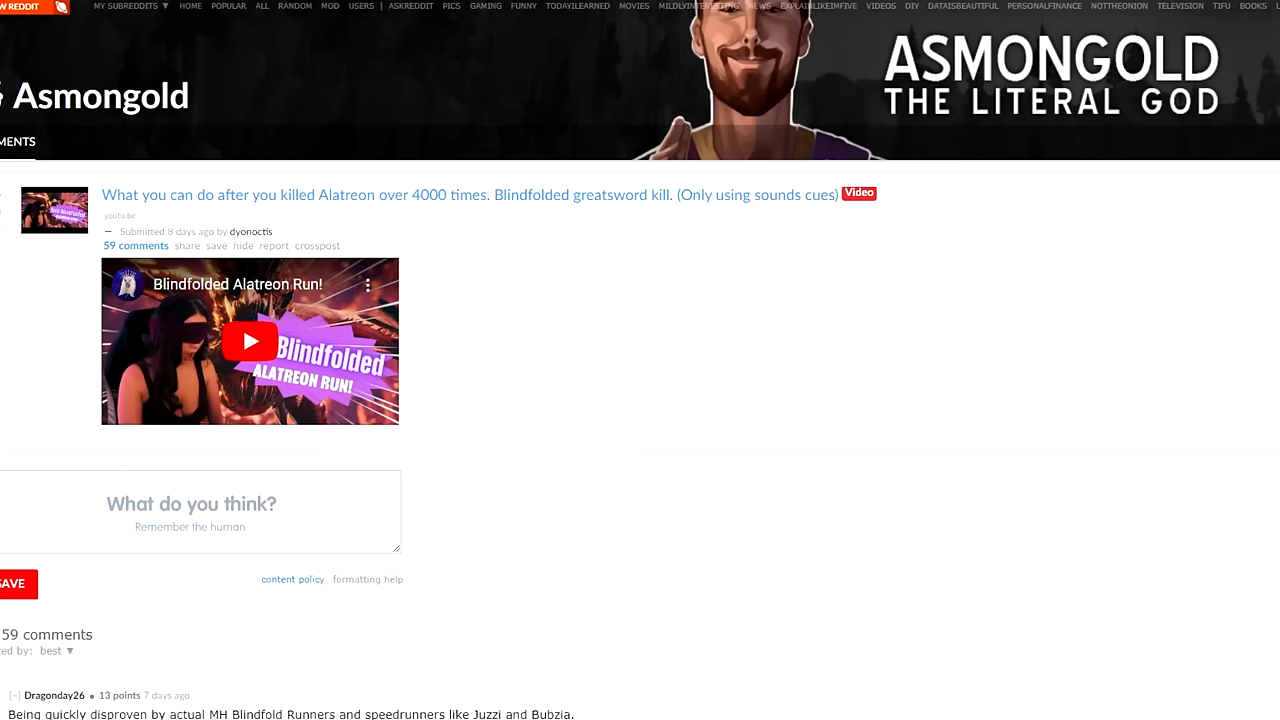 W REDDIT
MY SUBREDDITS ▼ HOME POPULAR ALL RANDOM MOD USERS | ASKREDDIT PICS GAMING FUNNY TODAYILEARNED MOVIES MILDLYINTERESTING NEWS EXPLAINLIKEIMFIVE VIDEOS DIY DATAISBEAUTIFUL PERSONALFINANCE NOTTHEONION TELEVISION TIFU BOOKS
Asmongold
ASMONGOLD
THE LITERAL GOD
MENTS
What you can do after you killed Alatreon over 4000 times. Blindfolded greatsword kill. (Only using sounds cues) Video
youtu.be
Submitted 8 days ago by dyonoctis
59 comments share save hide report crosspost
Blindfolded Alatreon Run!
Blindfolded
ALATREON RUN!
What do you think?
Remember the human
SAVE
content policy formatting help
59 comments
ted by: best ▼
[–] Dragonday26 • 13 points 7 days ago
Being quickly disproven by actual MH Blindfold Runners and speedrunners like Juzzi and Bubzia.